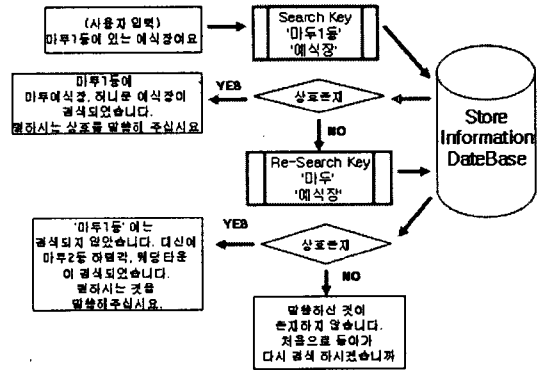 (사용자 입력)
마두1동에 있는 예식장이요
Search Key
'마두1동'
'예식장'
마두1동에
마두예식장, 허니문 예식장이
검색되었습니다.
원하시는 상호를 말씀해 주십시요
YES
상호존재
NO
Store
Information
DateBase
Re-Search Key
'마두'
'예식장'
'마두1동' 에는
검색되지 않았습니다. 대신에
마두2동 하림각, 웨딩타운
이 검색되었습니다.
원하시는 것을
말씀해주십시요.
YES
상호존재
NO
말씀하신 것이
존재하지 않습니다.
처음으로 돌아가
다시 검색 하시겠습니까